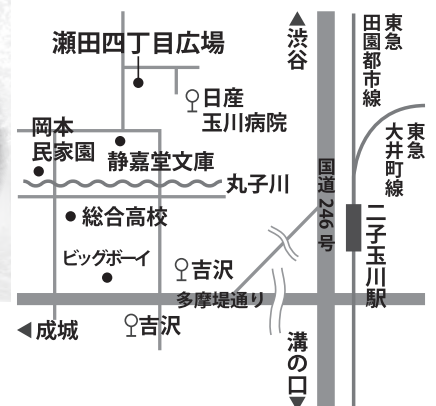 瀬田四丁目広場
▲
渋谷
東急
田園都市線
日産
玉川病院
岡本
民家園
静嘉堂文庫
東急
大井町線
丸子川
国道246号
総合高校
二子玉川駅
ビッグボーイ
吉沢
多摩堤通り
◀成城
吉沢
溝の口
▼